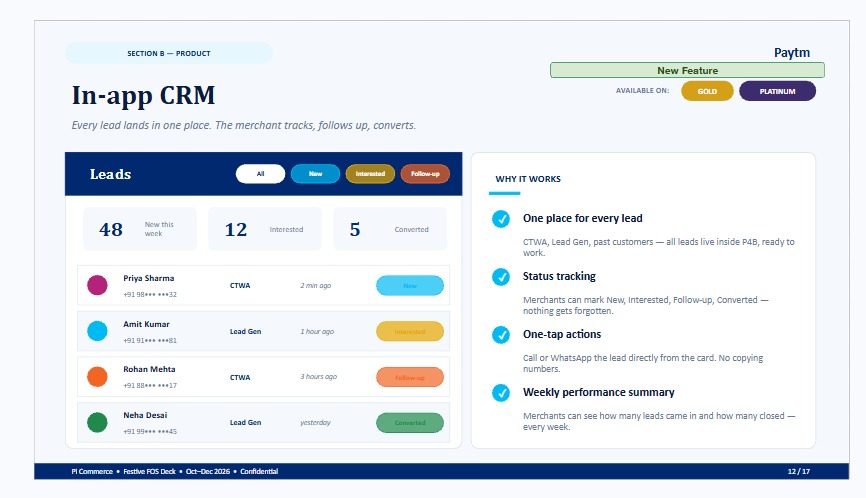 SECTION B — PRODUCT
Paytm
New Feature
In-app CRM
AVAILABLE ON:
GOLD
PLATINUM
Every lead lands in one place. The merchant tracks, follows up, converts.
Leads
All
New
Interested
Follow-up
48
New this
week
12
Interested
5
Converted
Priya Sharma
+91 98••• •••32
CTWA
2 min ago
New
Amit Kumar
+91 91••• •••81
Lead Gen
1 hour ago
Interested
Rohan Mehta
+91 88••• •••17
CTWA
3 hours ago
Follow-up
Neha Desai
+91 99••• •••45
Lead Gen
yesterday
Converted
WHY IT WORKS
One place for every lead
CTWA, Lead Gen, past customers — all leads live inside P4B, ready to
work.
Status tracking
Merchants can mark New, Interested, Follow-up, Converted —
nothing gets forgotten.
One-tap actions
Call or WhatsApp the lead directly from the card. No copying
numbers.
Weekly performance summary
Merchants can see how many leads came in and how many closed —
every week.
Pi Commerce • Festive FOS Deck • Oct–Dec 2026 • Confidential
12 / 17